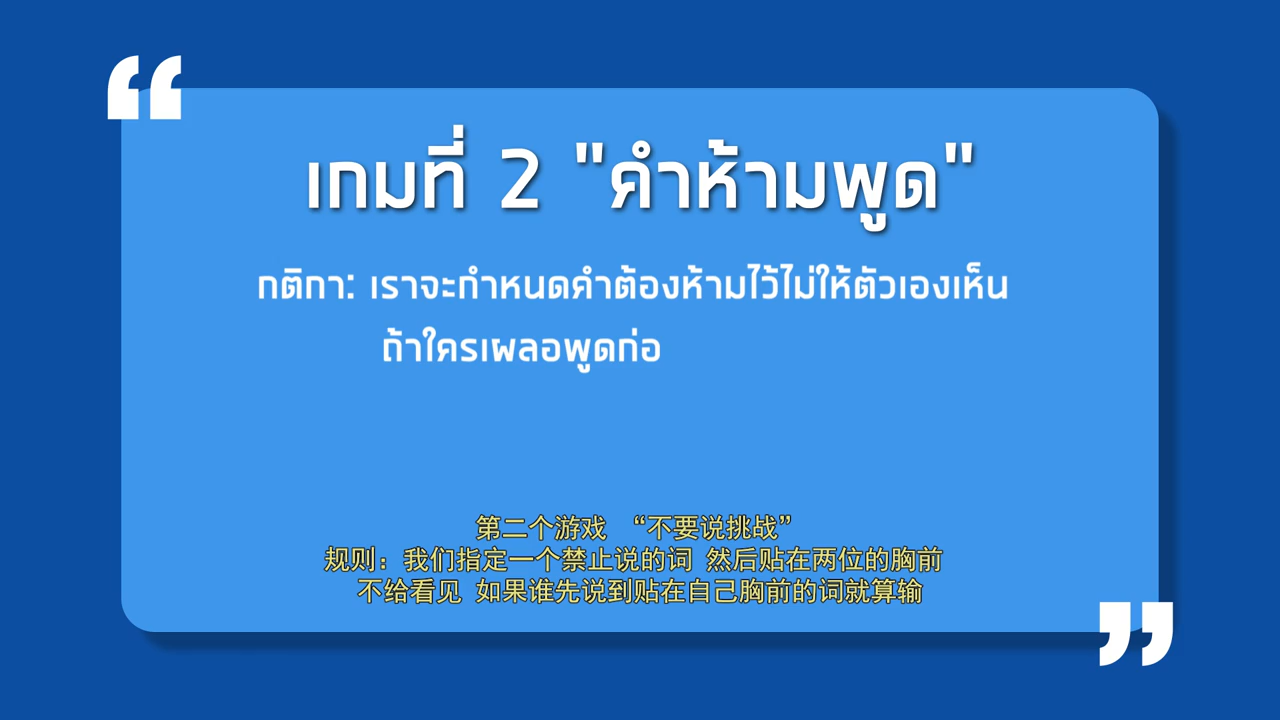 เกมที่ 2 "คำห้ามพูด"
กติกา: เราจะกำหนดคำต้องห้ามไว้ไม่ให้ตัวเองเห็น
ถ้าใครเผลอพูดก่อ
第二个游戏 “不要说挑战”
规则：我们指定一个禁止说的词 然后贴在两位的胸前
不给看见 如果谁先说到贴在自己胸前的词就算输